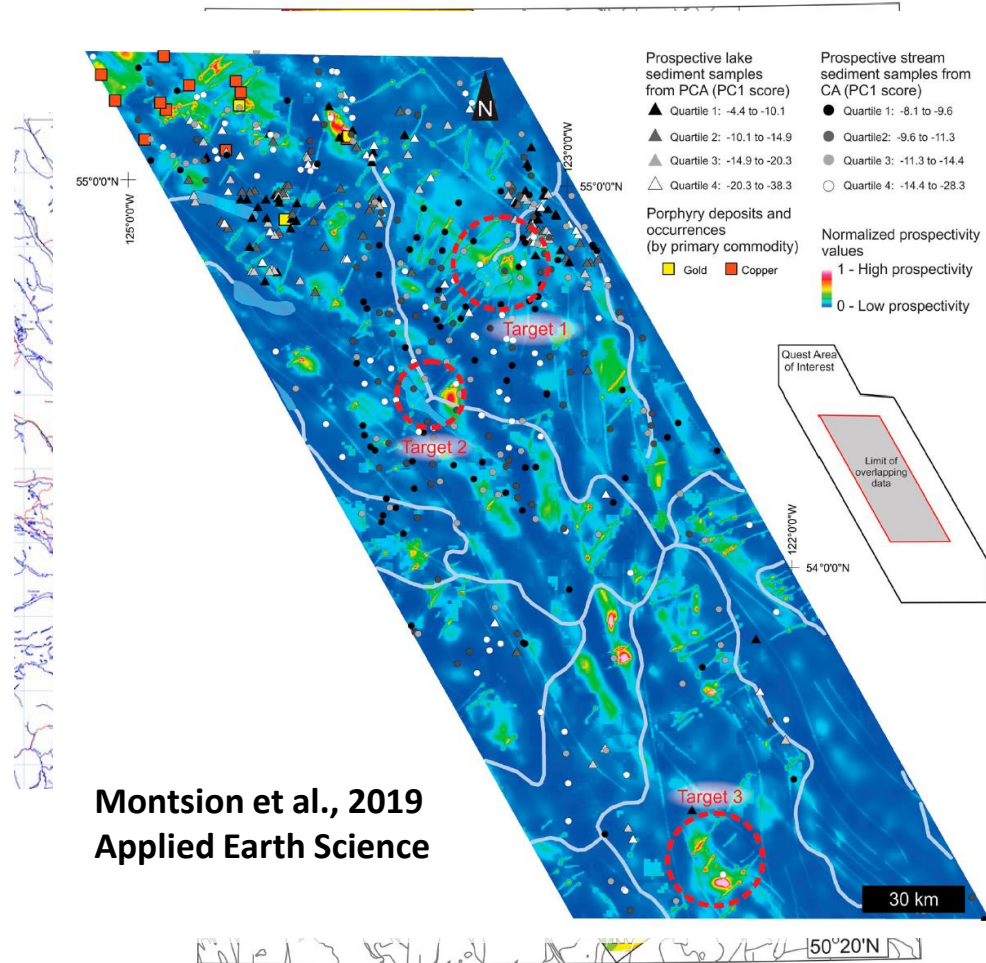 Prospective lake
sediment samples
from PCA (PC1 score)
Quartile 1: -4.4 to -10.1
Quartile 2: -10.1 to -14.9
Quartile 3: -14.9 to -20.3
Quartile 4: -20.3 to -38.3
Prospective stream
sediment samples from
CA (PC1 score)
Quartile 1: -8.1 to -9.6
Quartile2: -9.6 to -11.3
Quartile 3: -11.3 to -14.4
Quartile 4: -14.4 to -28.3
Porphyry deposits and
occurrences
(by primary commodity)
Gold
Copper
Normalized prospectivity
values
1 - High prospectivity
0 - Low prospectivity
N
55°0'0"N
125°0'0"W
123°0'0"W
55°0'0"N
Target 1
Target 2
Quest Area
of Interest
Limit of
overlapping
data
122°0'0"W
54°0'0"N
Target 3
Montsion et al., 2019
Applied Earth Science
30 km
50°20'N